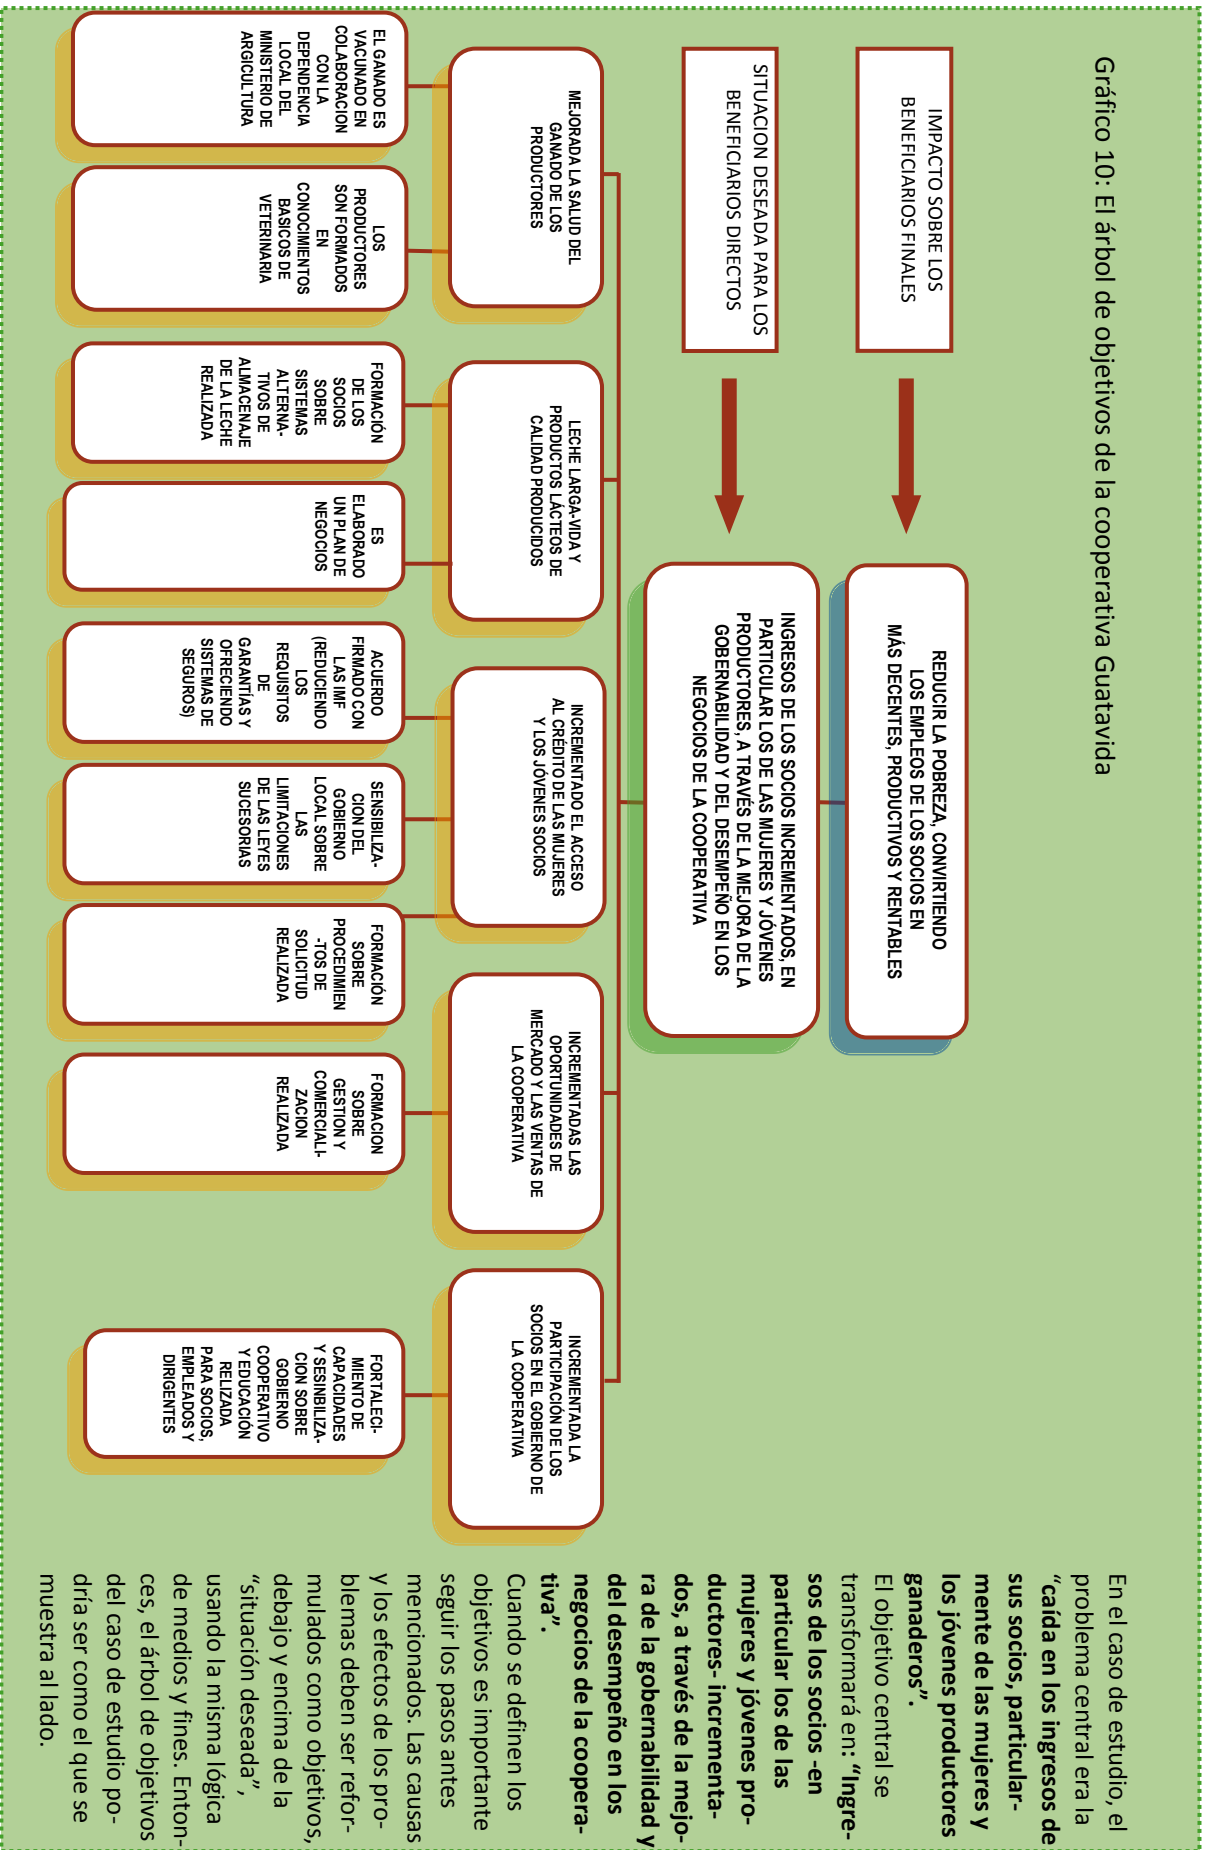 Gráfico 10: El árbol de objetivos de la cooperativa Guatavida
IMPACTO SOBRE LOS
BENEFICIARIOS FINALES
REDUCIR LA POBREZA, CONVIRTIENDO
LOS EMPLEOS DE LOS SOCIOS EN
MÁS DECENTES, PRODUCTIVOS Y RENTABLES
SITUACION DESEADA PARA LOS
BENEFICIARIOS DIRECTOS
INGRESOS DE LOS SOCIOS INCREMENTADOS, EN
PARTICULAR LOS DE LAS MUJERES Y JÓVENES
PRODUCTORES, A TRAVÉS DE LA MEJORA DE LA
GOBERNABILIDAD Y DEL DESEMPEÑO EN LOS
NEGOCIOS DE LA COOPERATIVA
MEJORADA LA SALUD DEL
GANADO DE LOS
PRODUCTORES
LECHE LARGA-VIDA Y
PRODUCTOS LÁCTEOS DE
CALIDAD PRODUCIDOS
INCREMENTADO EL ACCESO
AL CRÉDITO DE LAS MUJERES
Y LOS JÓVENES SOCIOS
INCREMENTADAS LAS
OPORTUNIDADES DE
MERCADO Y LAS VENTAS DE
LA COOPERATIVA
INCREMENTADA LA
PARTICIPACIÓN DE LOS
SOCIOS EN EL GOBIERNO DE
LA COOPERATIVA
EL GANADO ES
VACUNADO EN
COLABORACION
CON LA
DEPENDENCIA
LOCAL DEL
MINISTERIO DE
ARGICULTURA
LOS
PRODUCTORES
SON FORMADOS
EN
CONOCIMIENTOS
BASICOS DE
VETERINARIA
FORMACIÓN
DE LOS
SOCIOS
SOBRE
SISTEMAS
ALTERNA-
TIVOS DE
ALMACENAJE
DE LA LECHE
REALIZADA
ES
ELABORADO
UN PLAN DE
NEGOCIOS
ACUERDO
FIRMADO CON
LAS IMF
(REDUCIENDO
LOS
REQUISITOS
DE
GARANTÍAS Y
OFRECIENDO
SISTEMAS DE
SEGUROS)
SENSIBILIZA-
CION DEL
GOBIERNO
LOCAL SOBRE
LAS
LIMITACIONES
DE LAS LEYES
SUCESORIAS
FORMACIÓN
SOBRE
PROCEDIMIEN
-TOS DE
SOLICITUD
REALIZADA
FORMACION
SOBRE
GESTION Y
COMERCIALI-
ZACION
REALIZADA
FORTALECI-
MIENTO DE
CAPACIDADES
Y SESINBILIZA-
CION SOBRE
GOBIERNO
COOPERATIVO
Y EDUCACIÓN
RELIZADA
PARA SOCIOS,
EMPLEADOS Y
DIRIGENTES
En el caso de estudio, el
problema central era la
“caída en los ingresos de
sus socios, particular-
mente de las mujeres y
los jóvenes productores
ganaderos”.
El objetivo central se
transformará en: “Ingre-
sos de los socios -en
particular los de las
mujeres y jóvenes pro-
ductores- incrementa-
dos, a través de la mejo-
ra de la gobernabilidad y
del desempeño en los
negocios de la coopera-
tiva”.
Cuando se definen los
objetivos es importante
seguir los pasos antes
mencionados. Las causas
y los efectos de los pro-
blemas deben ser refor-
mulados como objetivos,
debajo y encima de la
“situación deseada”,
usando la misma lógica
de medios y fines. Enton-
ces, el árbol de objetivos
del caso de estudio po-
dría ser como el que se
muestra al lado.